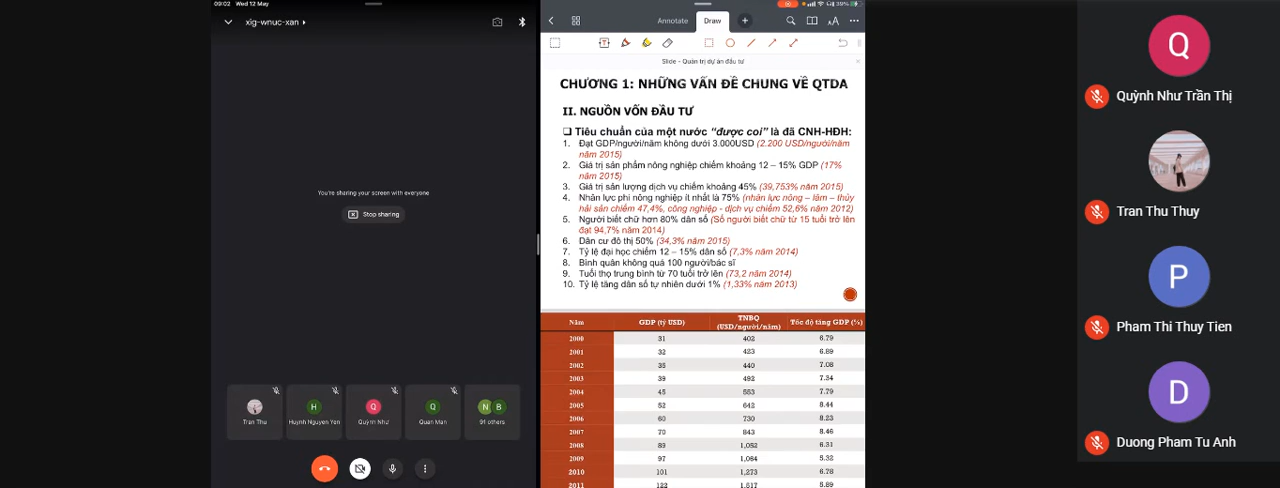 09:02 Wed 12 May
xig-wnuc-xan
You're sharing your screen with everyone
Stop sharing
Tran Thu
Huỳnh Nguyen Yen
Quỳnh Như
Quan Man
91 others
H
Q
Q
N
B
39%
Annotate
Draw
Slide - Quản trị dự án đầu tư
CHƯƠNG 1: NHỮNG VẤN ĐỀ CHUNG VỀ QTDA
II. NGUỒN VỐN ĐẦU TƯ
Tiêu chuẩn của một nước “được coi” là đã CNH-HĐH:
1. Đạt GDP/người/năm không dưới 3.000USD (2.200 USD/người/năm
năm 2015)
2. Giá trị sản phẩm nông nghiệp chiếm khoảng 12 – 15% GDP (17%
năm 2015)
3. Giá trị sản lượng dịch vụ chiếm khoảng 45% (39,753% năm 2015)
4. Nhân lực phi nông nghiệp ít nhất là 75% (nhân lực nông – lâm – thủy
hải sản chiếm 47,4%, công nghiệp - dịch vụ chiếm 52,6% năm 2012)
5. Người biết chữ hơn 80% dân số (Số người biết chữ từ 15 tuổi trở lên
đạt 94,7% năm 2014)
6. Dân cư đô thị 50% (34,3% năm 2015)
7. Tỷ lệ đại học chiếm 12 – 15% dân số (7,3% năm 2014)
8. Bình quân không quá 100 người/bác sĩ
9. Tuổi thọ trung bình từ 70 tuổi trở lên (73,2 năm 2014)
10. Tỷ lệ tăng dân số tự nhiên dưới 1% (1,33% năm 2013)
Năm GDP (tỷ USD) TNBQ (USD/người/năm) Tốc độ tăng GDP (%)
2000 31 402 6.79
2001 32 423 6.89
2002 35 440 7.08
2003 39 492 7.34
2004 45 553 7.79
2005 52 642 8.44
2006 60 730 8.23
2007 70 843 8.46
2008 89 1,052 6.31
2009 97 1,064 5.32
2010 101 1,273 6.78
2011 122 1,517 5.89
Q
Quỳnh Như Trần Thị
Tran Thu Thuy
P
Pham Thi Thuy Tien
D
Duong Pham Tu Anh